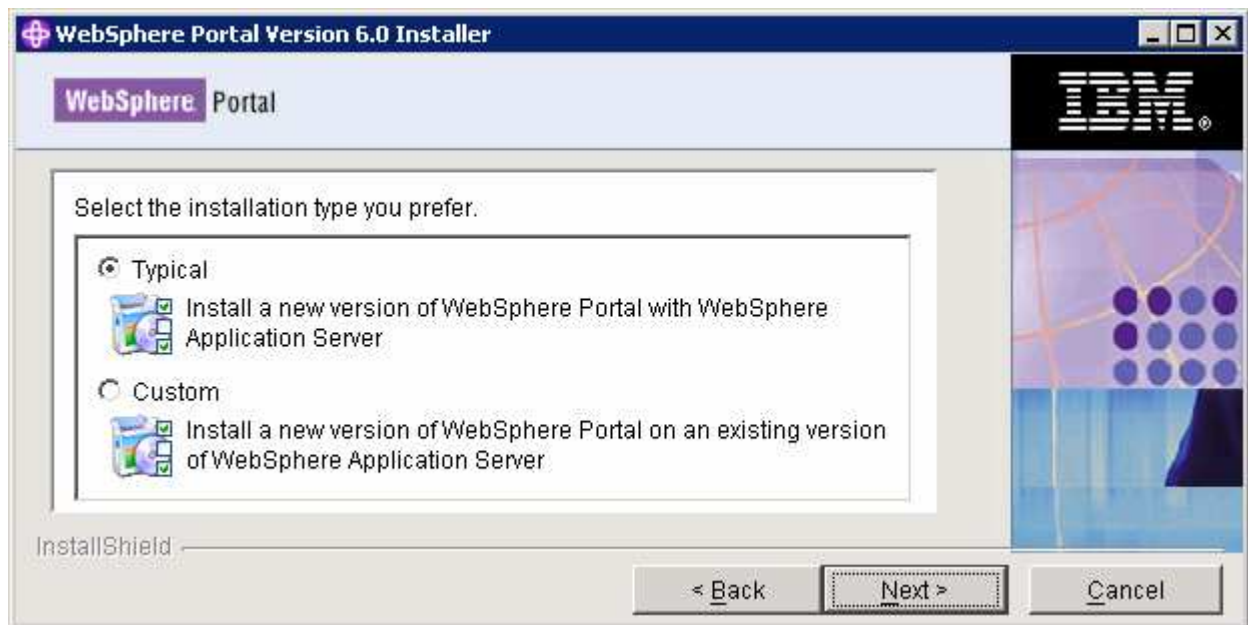 WebSphere Portal Version 6.0 Installer
WebSphere Portal
IBM®
Select the installation type you prefer.
Typical
Install a new version of WebSphere Portal with WebSphere
Application Server
Custom
Install a new version of WebSphere Portal on an existing version
of WebSphere Application Server
InstallShield
< Back
Next >
Cancel